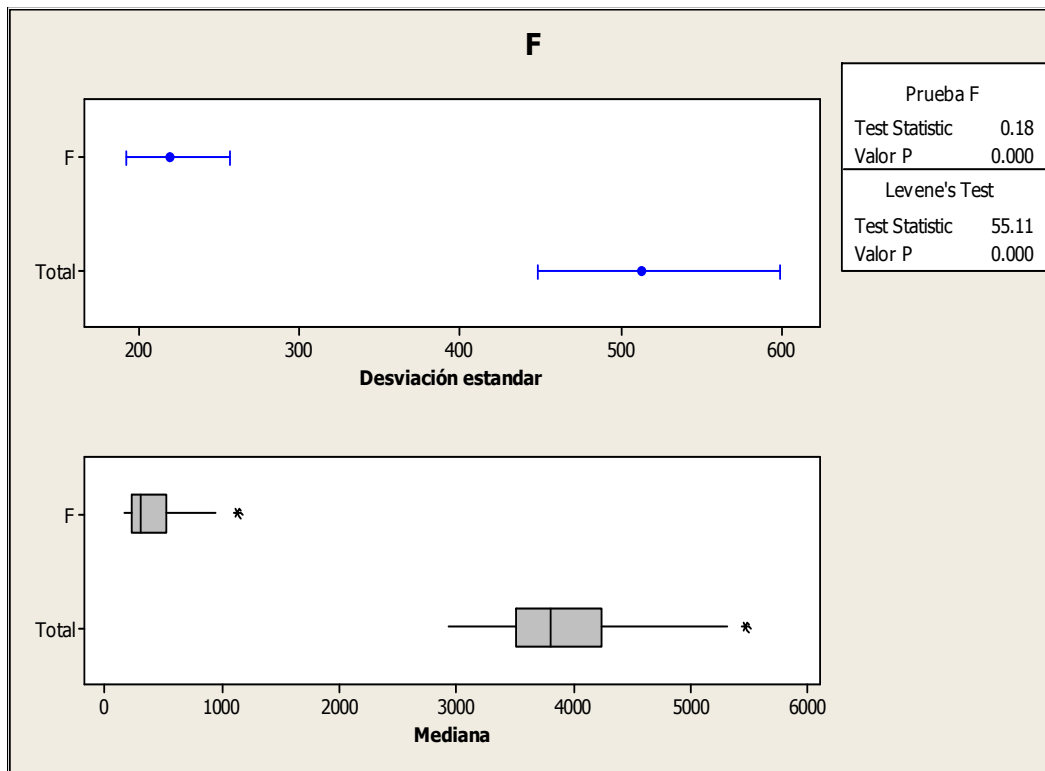 F
Prueba F
Test Statistic 0.18
Valor P 0.000
Levene's Test
Test Statistic 55.11
Valor P 0.000
F
Total
200 300 400 500 600
Desviación estandar
F
Total
0 1000 2000 3000 4000 5000 6000
Mediana